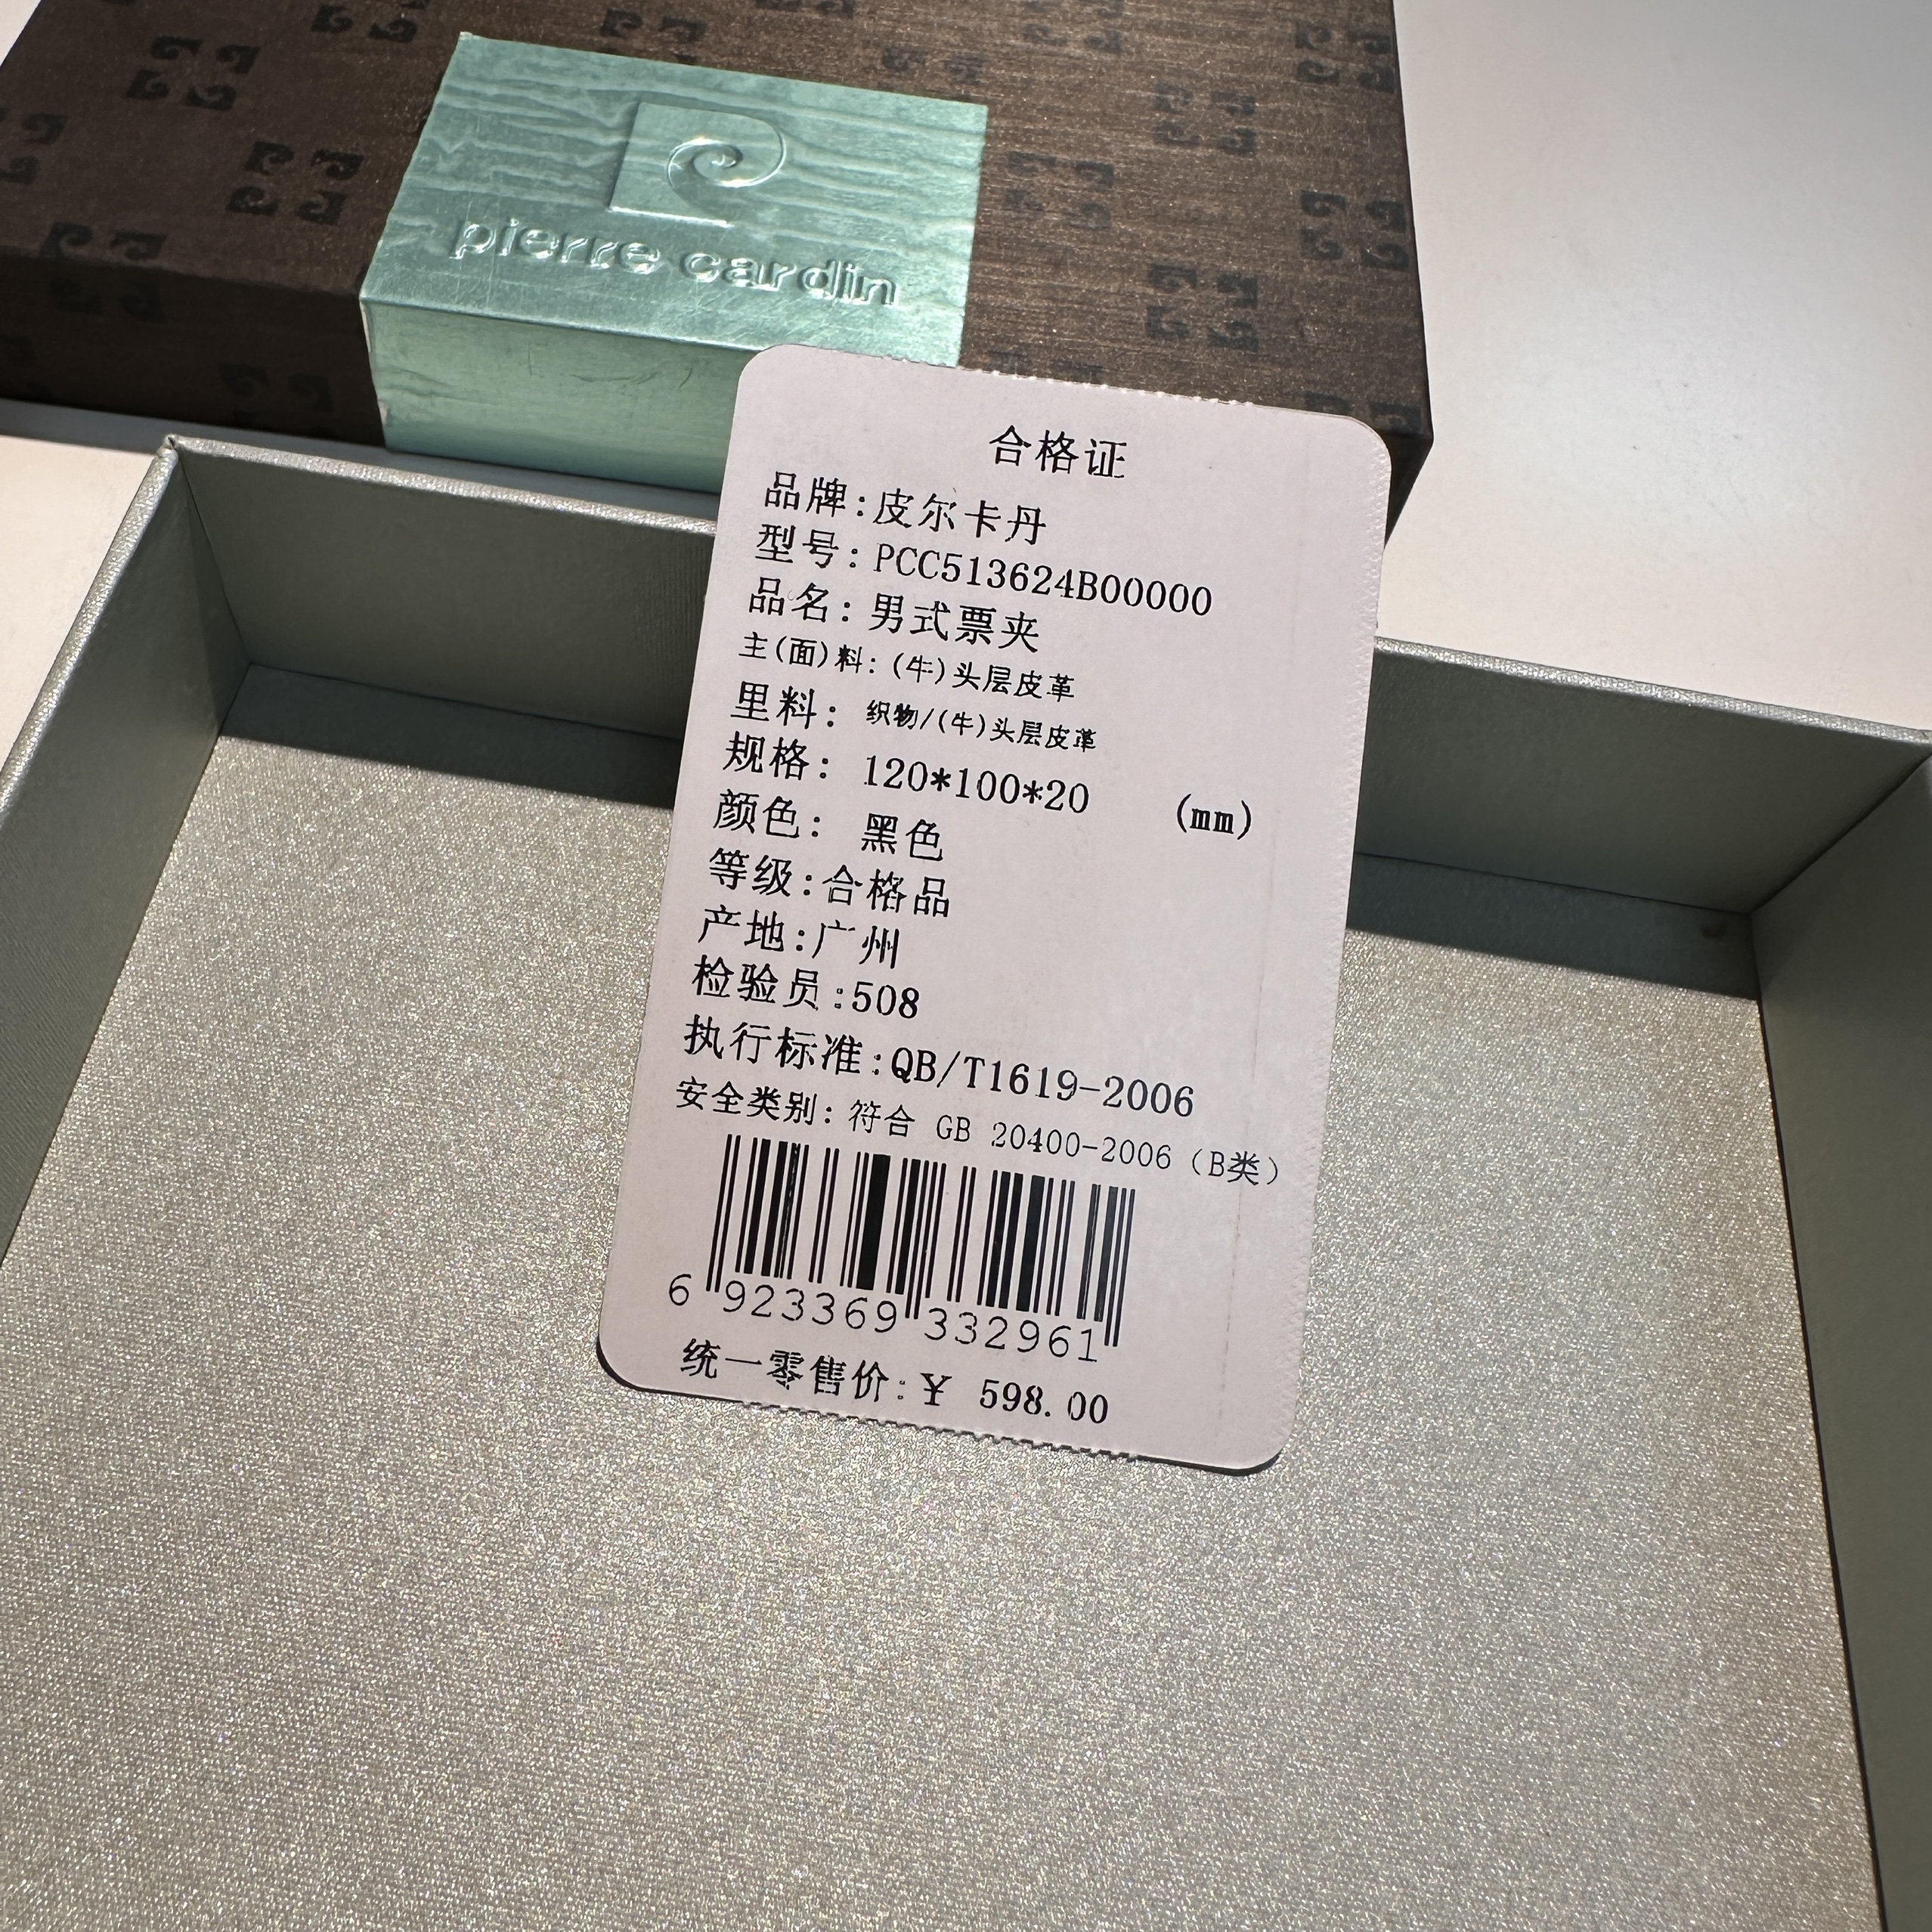 pierre cardin
合格证
品牌:皮尔卡丹
型号:PCC513624B00000
品名:男式票夹
主(面)料:(牛)头层皮革
里料:织物/(牛)头层皮革
规格:120*100*20 (mm)
颜色:黑色
等级:合格品
产地:广州
检验员:508
执行标准:QB/T1619-2006
安全类别:符合 GB 20400-2006（B类）
6 923369 332961
统一零售价:¥ 598.00